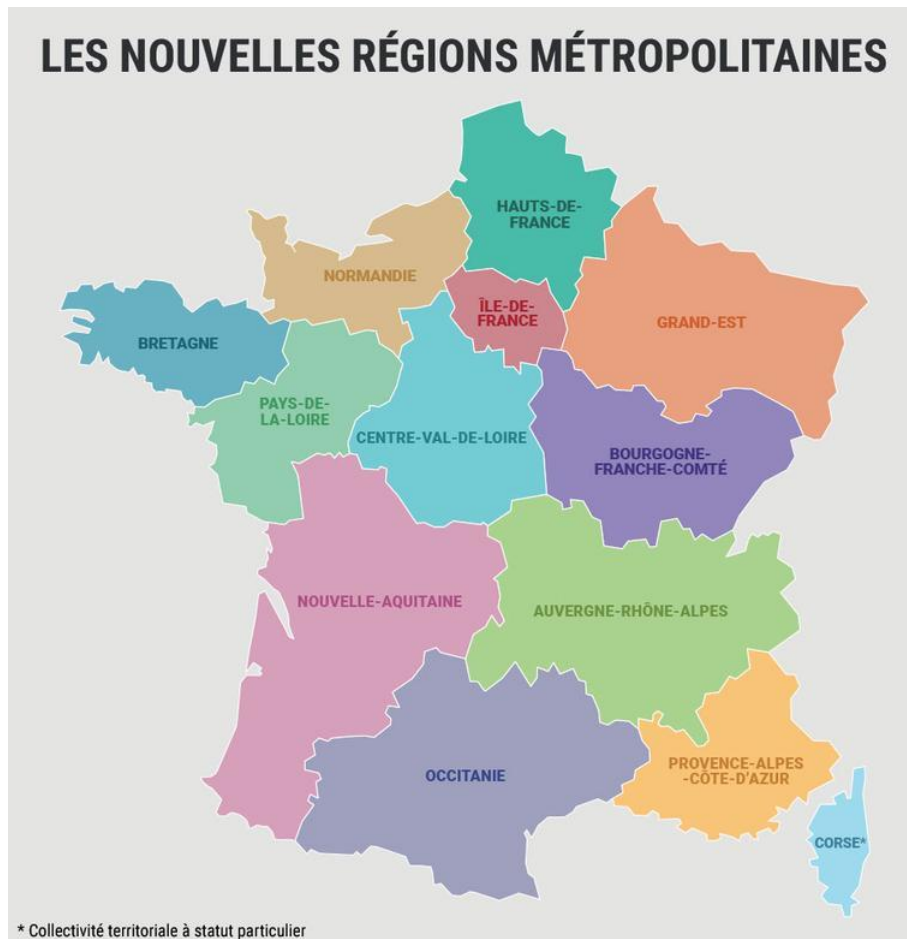 LES NOUVELLES RÉGIONS MÉTROPOLITAINES
HAUTS-DE-
FRANCE
NORMANDIE
ÎLE-DE-
FRANCE
GRAND-EST
BRETAGNE
PAYS-DE-
LA-LOIRE
CENTRE-VAL-DE-LOIRE
BOURGOGNE-
FRANCHE-COMTÉ
NOUVELLE-AQUITAINE
AUVERGNE-RHÔNE-ALPES
OCCITANIE
PROVENCE-ALPES
-CÔTE-D'AZUR
CORSE*
* Collectivité territoriale à statut particulier